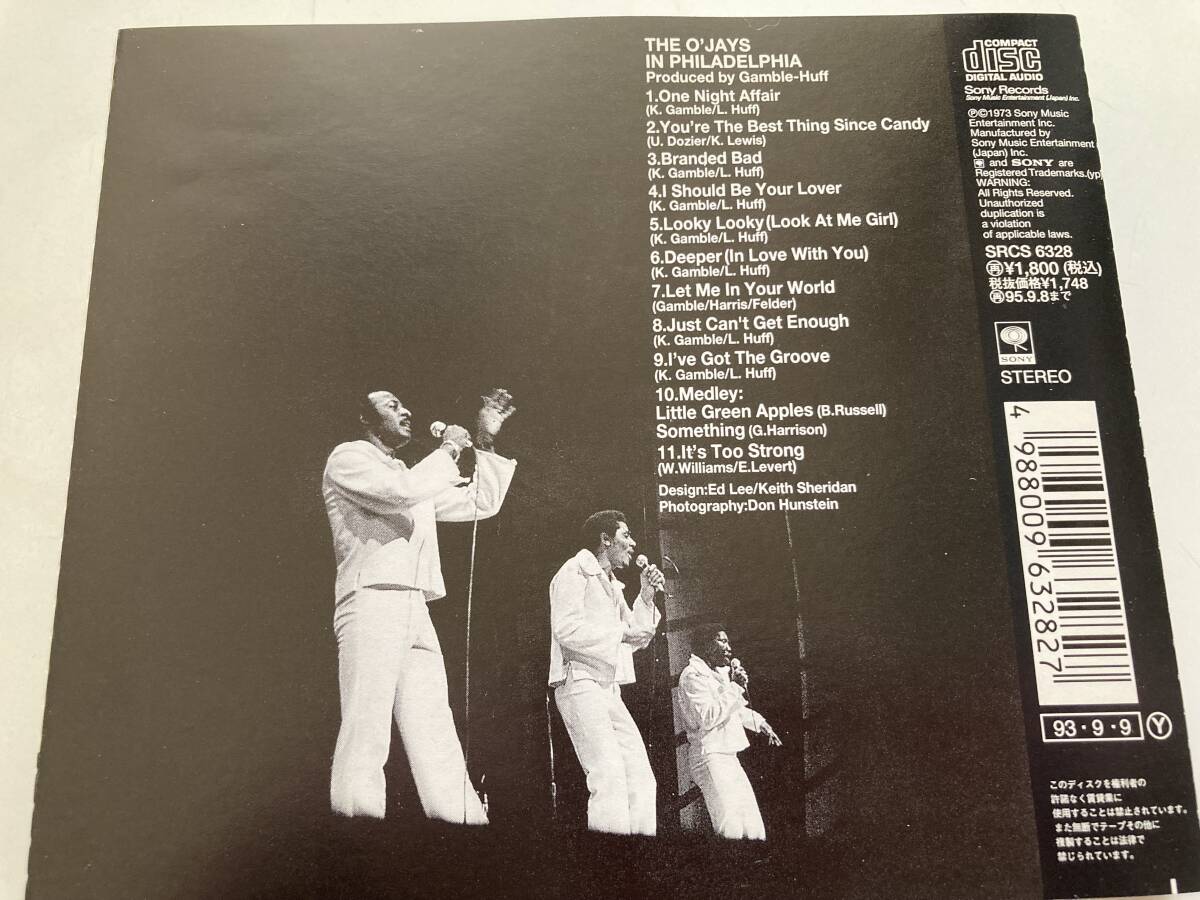 THE O'JAYS
IN PHILADELPHIA
Produced by Gamble-Huff
1.One Night Affair
(K. Gamble/L. Huff)
2.You're The Best Thing Since Candy
(U. Dozier/K. Lewis)
3.Branded Bad
(K. Gamble/L. Huff)
4.I Should Be Your Lover
(K. Gamble/L. Huff)
5.Looky Looky(Look At Me Girl)
(K. Gamble/L. Huff)
6.Deeper(In Love With You)
(K. Gamble/L. Huff)
7.Let Me In Your World
(Gamble/Harris/Felder)
8.Just Can't Get Enough
(K. Gamble/L. Huff)
9.I've Got The Groove
(K. Gamble/L. Huff)
10.Medley:
Little Green Apples (B.Russell)
Something (G.Harrison)
11.It's Too Strong
(W.Williams/E.Levert)
Design:Ed Lee/Keith Sheridan
Photography:Don Hunstein
COMPACT
disc
DIGITAL AUDIO
Sony Records
Sony Music Entertainment (Japan) Inc.
Ⓟ©1973 Sony Music
Entertainment Inc.
Manufactured by
Sony Music Entertainment
(Japan) Inc.
and SONY are
Registered Trademarks.(yp)
WARNING:
All Rights Reserved.
Unauthorized
duplication is
a violation
of applicable laws.
SRCS 6328
再¥1,800(税込)
税抜価格¥1,748
再95.9.8まで
SONY
STEREO
4 988009 632827
93・9・9 Ⓨ
このディスクを権利者の
許諾なく賃貸業に
使用することは禁止されています。
また無断でテープその他に
複製することは法律で
禁じられています。